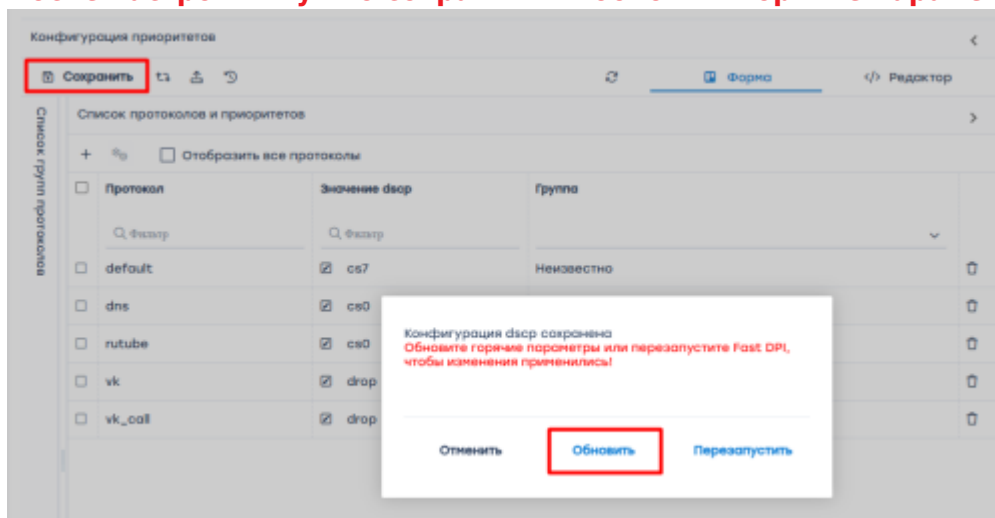 Конфигурация приоритетов
Сохранить
Форма
</> Редактор
Список групп протоколов
Список протоколов и приоритетов
Отобразить все протоколы
Протокол Значение dscp Группа
Фильтр Фильтр
default cs7 Неизвестно
dns cs0
rutube cs0
vk drop
vk_call drop
Конфигурация dscp сохранена
Обновите горячие параметры или перезапустите Fast DPI,
чтобы изменения применились!
Отменить Обновить Перезапустить